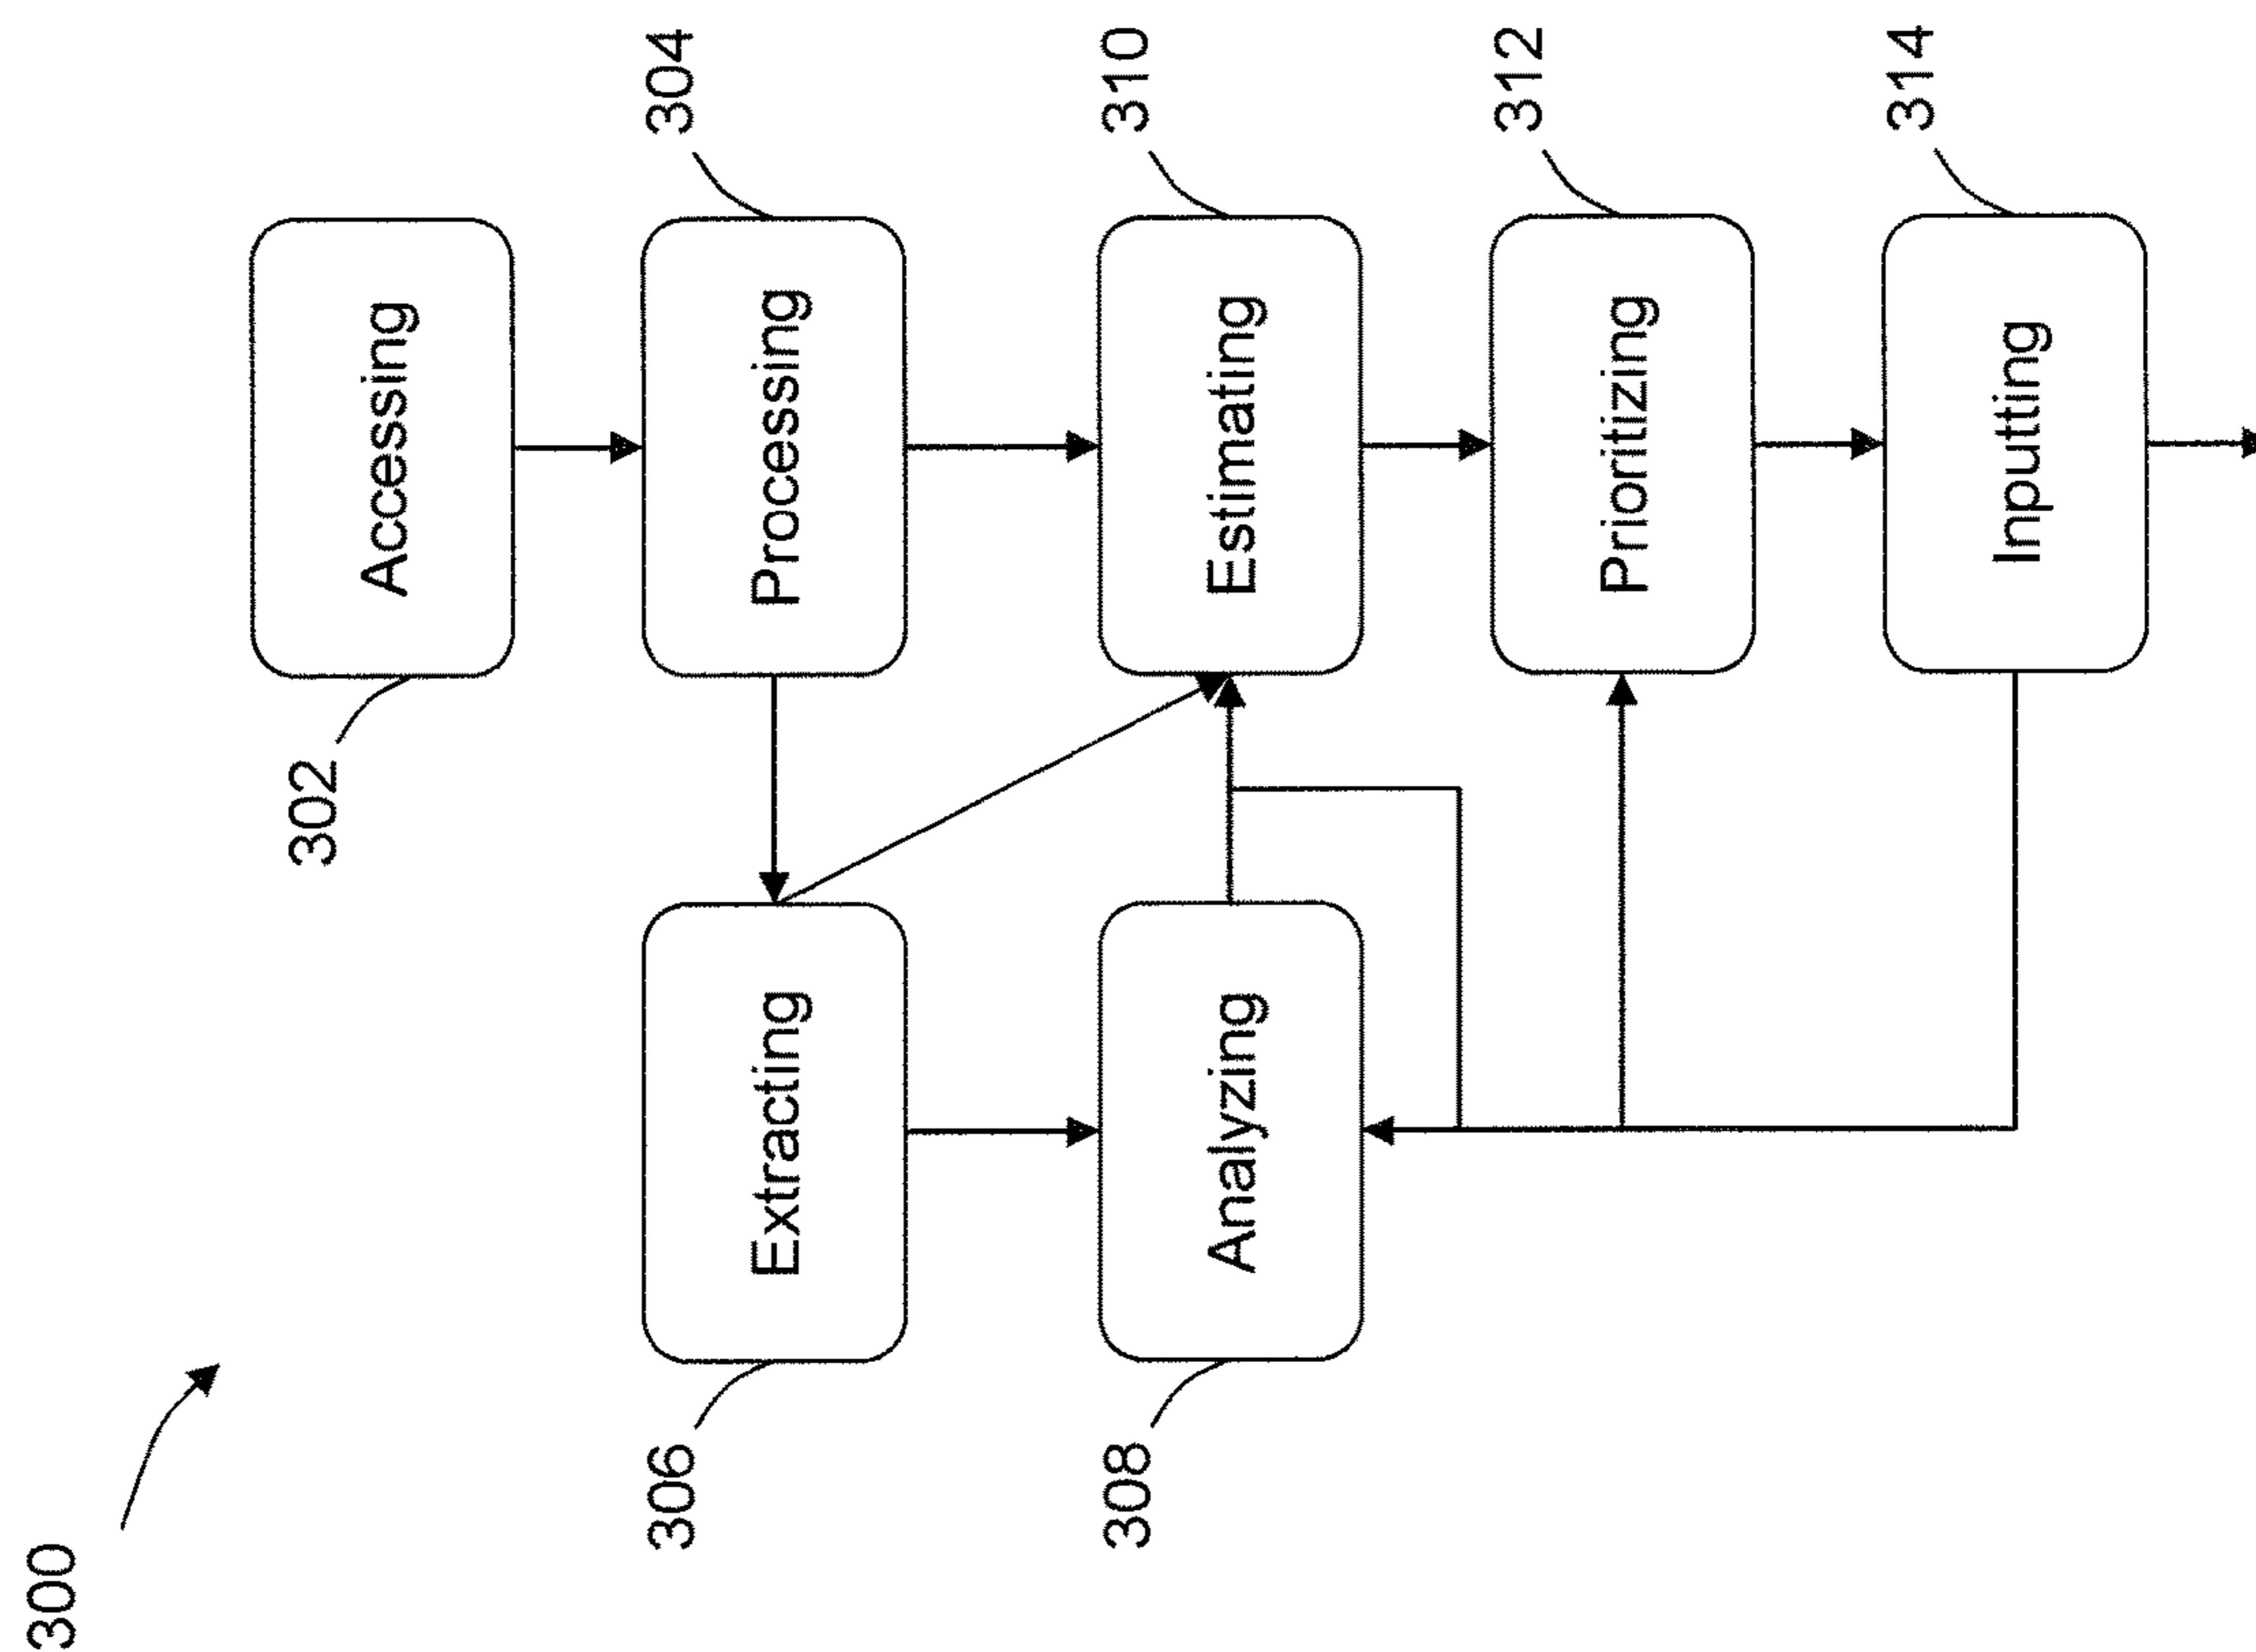 300
302
Accessing
304
Processing
306
Extracting
308
Analyzing
310
Estimating
312
Prioritizing
314
Inputting